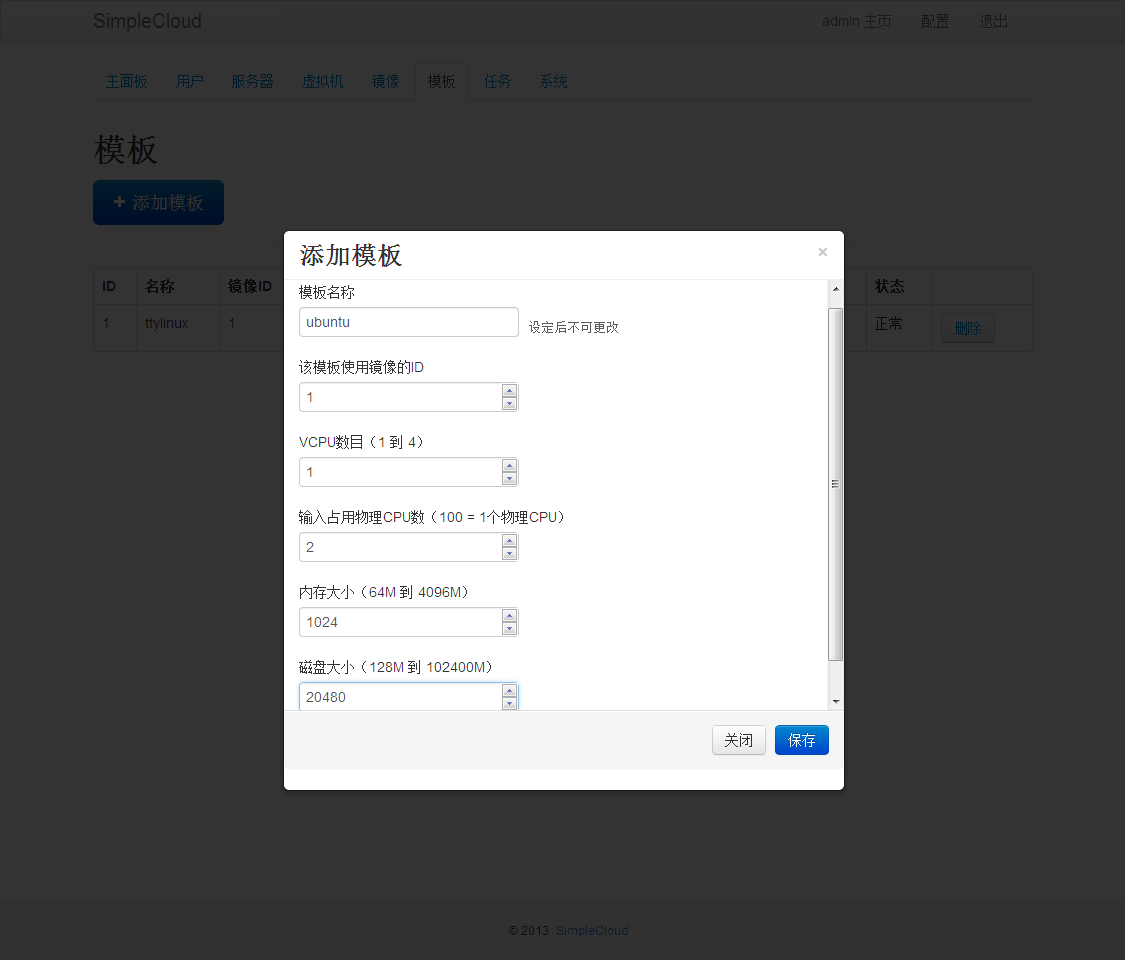 SimpleCloud admin 主页 配置 退出
主面板 用户 服务器 虚拟机 镜像 模板 任务 系统
模板
+ 添加模板
ID 名称 镜像ID 状态
1 ttylinux 1 正常 删除
添加模板 ×
模板名称
ubuntu 设定后不可更改
该模板使用镜像的ID
1
VCPU数目（1 到 4）
1
输入占用物理CPU数（100 = 1个物理CPU）
2
内存大小（64M 到 4096M）
1024
磁盘大小（128M 到 102400M）
20480
关闭 保存
© 2013 SimpleCloud